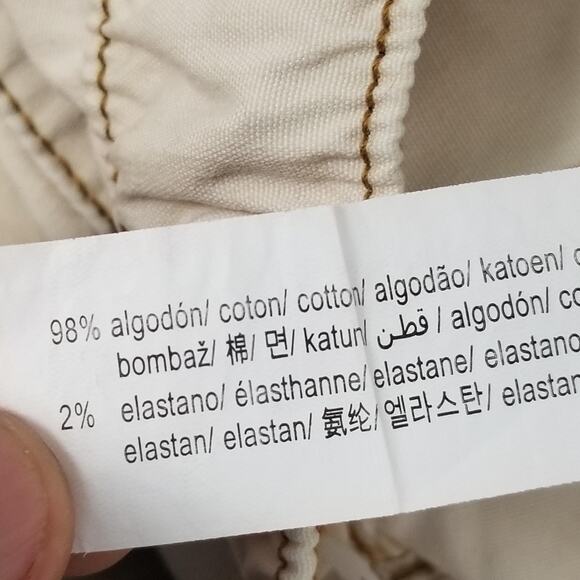 98% algodón/ coton/ cotton/ algodão/ katoen/
bombaž/ 棉/ 면/ katun/ قطن / algodón/
2% elastano/ élasthanne/ elastane/ elastano
elastan/ elastan/ 氨纶/ 엘라스탄/ elastan